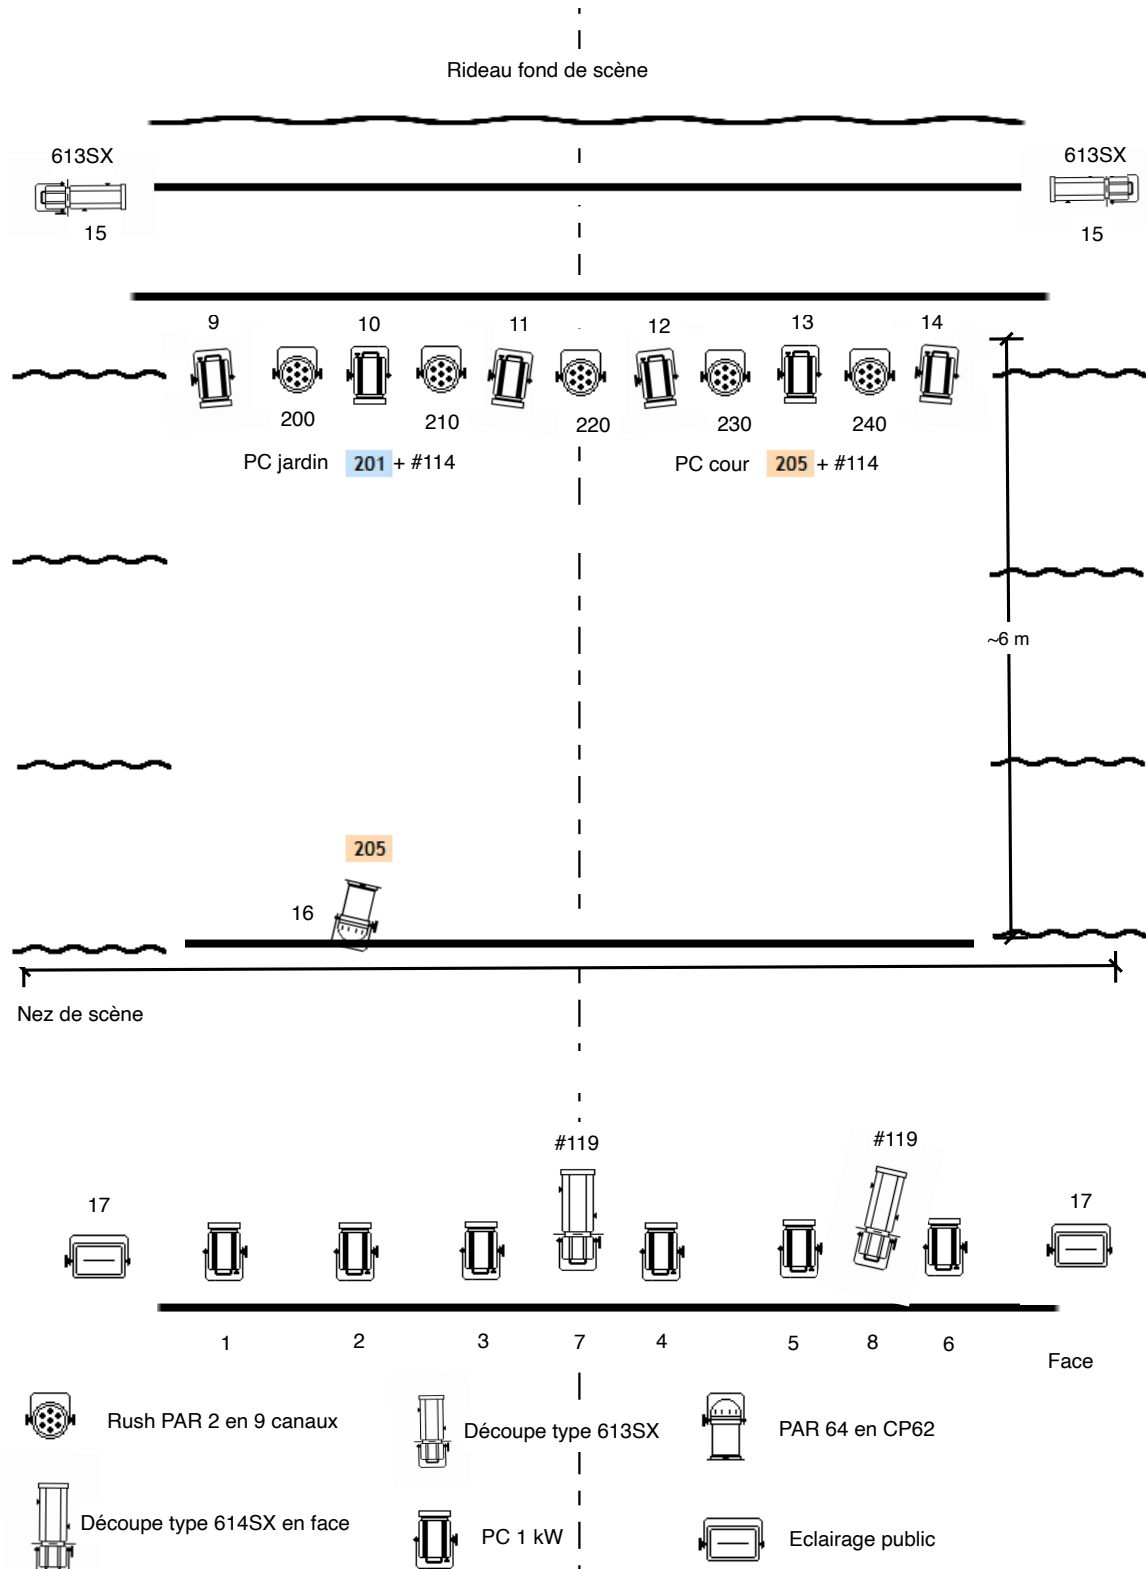 Rideau fond de scène
613SX
613SX
15
15
9
10
11
12
13
14
200
210
220
230
240
PC jardin 201 + #114
PC cour 205 + #114
~6 m
205
16
Nez de scène
#119
#119
17
17
1
2
3
7
4
5
8
6
Face
Rush PAR 2 en 9 canaux
Découpe type 613SX
PAR 64 en CP62
Découpe type 614SX en face
PC 1 kW
Eclairage public